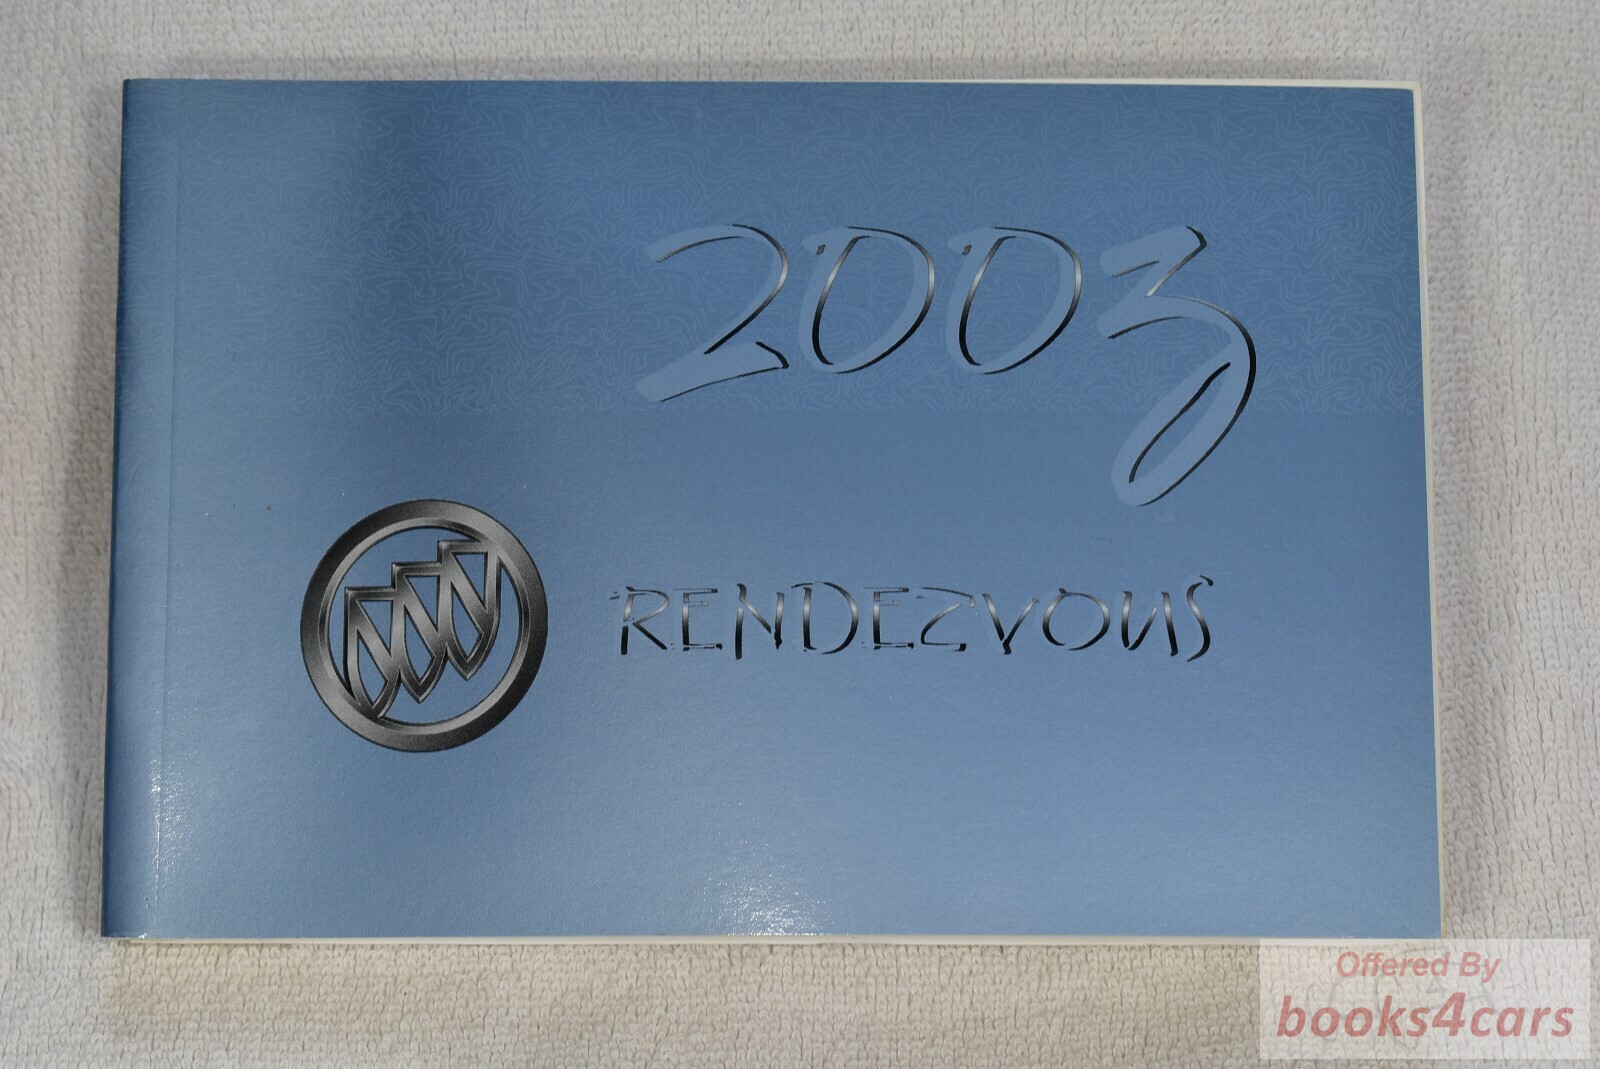 2003
RENDEZVOUS
Offered By
books4cars